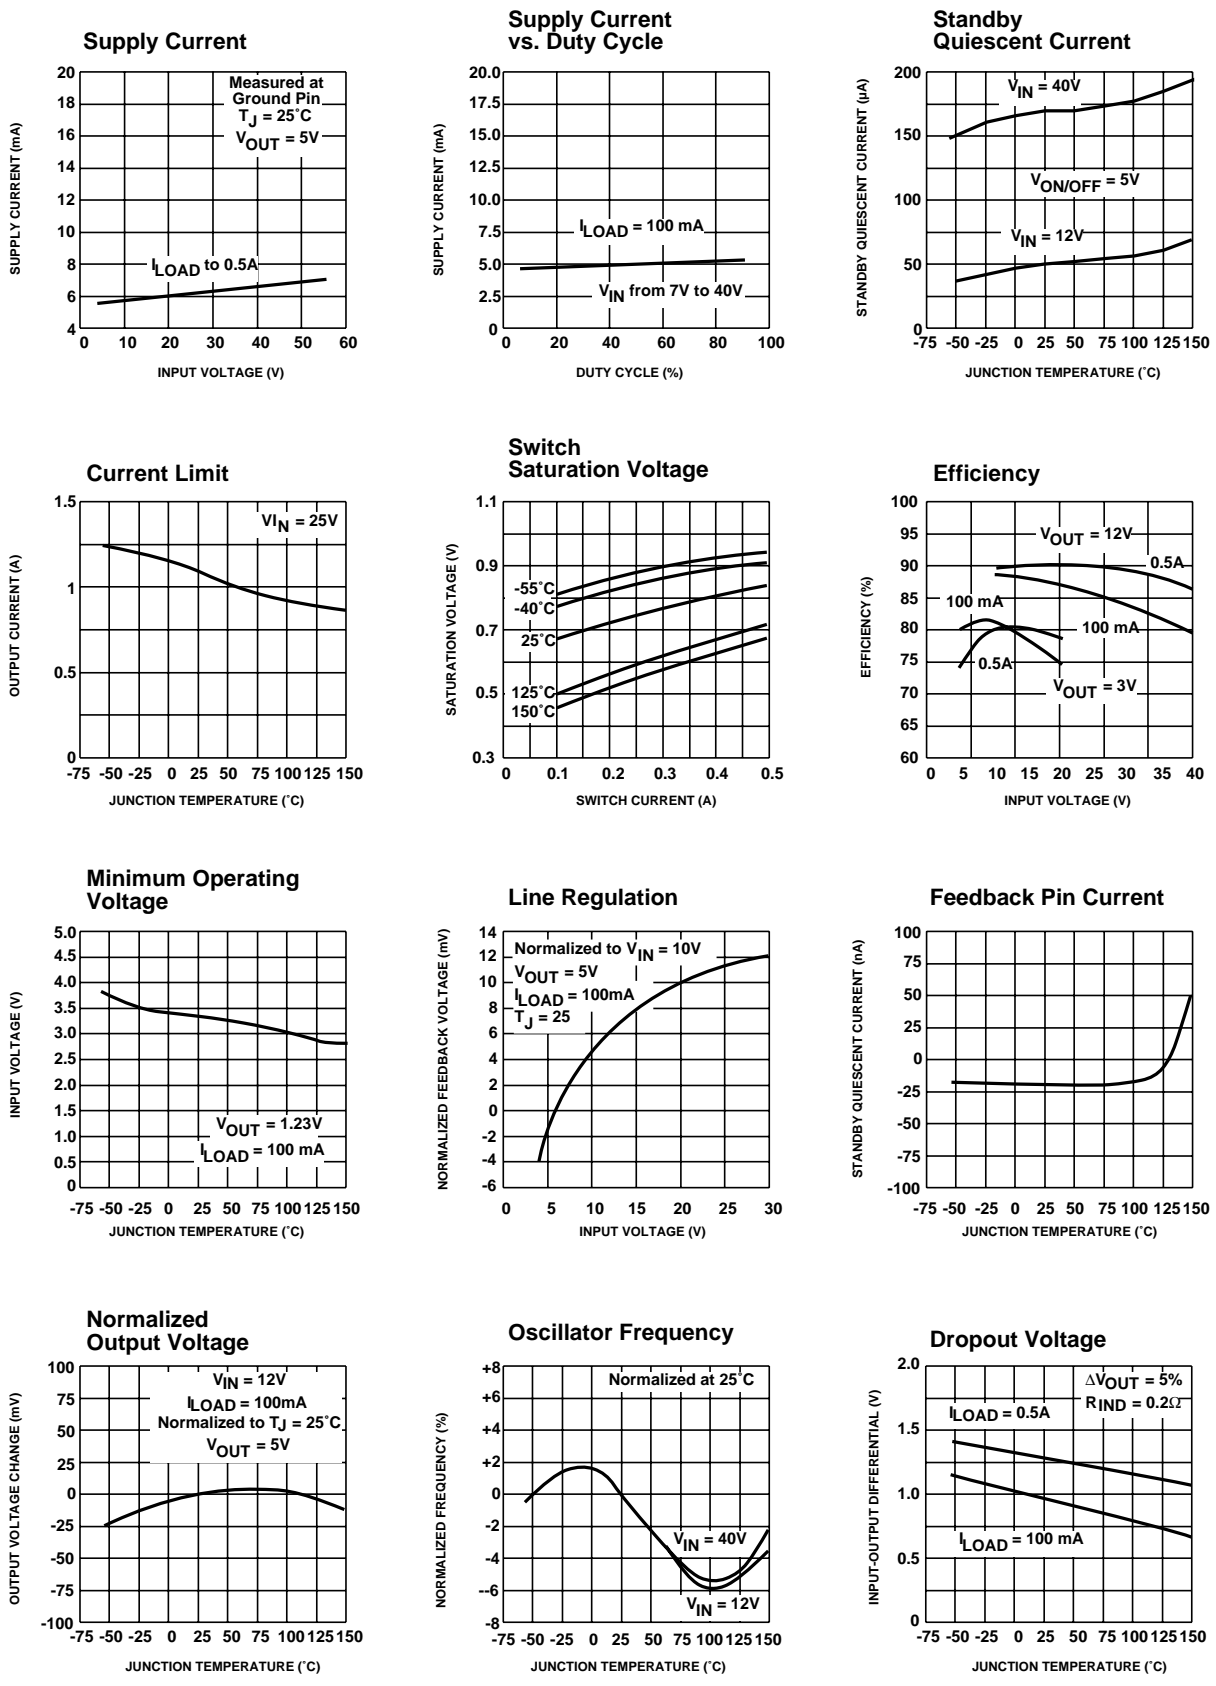 Supply Current
20
18
16
14
12
10
8
6
4
0 10 20 30 40 50 60
SUPPLY CURRENT (mA)
INPUT VOLTAGE (V)
Measured at
Ground Pin
TJ = 25˚C
VOUT = 5V
ILOAD to 0.5A
Supply Current
vs. Duty Cycle
20.0
17.5
15.0
12.5
10.0
7.5
5.0
2.5
0
0 20 40 60 80 100
SUPPLY CURRENT (mA)
DUTY CYCLE (%)
ILOAD = 100 mA
VIN from 7V to 40V
Standby
Quiescent Current
200
150
100
50
0
-75 -50 -25 0 25 50 75 100 125 150
STANDBY QUIESCENT CURRENT (µA)
JUNCTION TEMPERATURE (˚C)
VIN = 40V
VON/OFF = 5V
VIN = 12V
Current Limit
1.5
1
0.5
0
-75 -50 -25 0 25 50 75 100 125 150
OUTPUT CURRENT (A)
JUNCTION TEMPERATURE (˚C)
VIN = 25V
Switch
Saturation Voltage
1.1
0.9
0.7
0.5
0.3
0 0.1 0.2 0.3 0.4 0.5
SATURATION VOLTAGE (V)
SWITCH CURRENT (A)
-55˚C
-40˚C
25˚C
125˚C
150˚C
Efficiency
100
95
90
85
80
75
70
65
60
0 5 10 15 20 25 30 35 40
EFFICIENCY (%)
INPUT VOLTAGE (V)
VOUT = 12V
0.5A
100 mA
100 mA
0.5A
VOUT = 3V
Minimum Operating
Voltage
5.0
4.5
4.0
3.5
3.0
2.5
2.0
1.5
1.0
0.5
0
-75 -50 -25 0 25 50 75 100 125 150
INPUT VOLTAGE (V)
JUNCTION TEMPERATURE (˚C)
VOUT = 1.23V
ILOAD = 100 mA
Line Regulation
14
12
10
8
6
4
2
0
-2
-4
-6
0 5 10 15 20 25 30
NORMALIZED FEEDBACK VOLTAGE (mV)
INPUT VOLTAGE (V)
Normalized to VIN = 10V
VOUT = 5V
ILOAD = 100mA
TJ = 25
Feedback Pin Current
100
75
50
25
0
-25
-50
-75
-100
-75 -50 -25 0 25 50 75 100 125 150
STANDBY QUIESCENT CURRENT (nA)
JUNCTION TEMPERATURE (˚C)
Normalized
Output Voltage
100
75
50
25
0
-25
-50
-75
-100
-75 -50 -25 0 25 50 75 100 125 150
OUTPUT VOLTAGE CHANGE (mV)
JUNCTION TEMPERATURE (˚C)
VIN = 12V
ILOAD = 100mA
Normalized to TJ = 25˚C
VOUT = 5V
Oscillator Frequency
+8
+6
+4
+2
0
-2
-4
--6
-8
-75 -50 -25 0 25 50 75 100 125 150
NORMALIZED FREQUENCY (%)
JUNCTION TEMPERATURE (˚C)
Normalized at 25˚C
VIN = 40V
VIN = 12V
Dropout Voltage
2.0
1.5
1.0
0.5
0
-75 -50 -25 0 25 50 75 100 125 150
INPUT-OUTPUT DIFFERENTIAL (V)
JUNCTION TEMPERATURE (˚C)
ΔVOUT = 5%
RIND = 0.2Ω
ILOAD = 0.5A
ILOAD = 100 mA